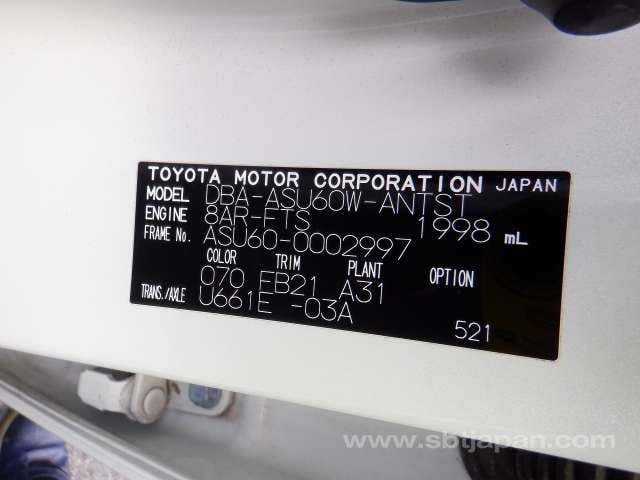 TOYOTA MOTOR CORPORATION JAPAN
MODEL DBA-ASU60W-ANTST
ENGINE 8AR-FTS 1998 mL
FRAME No. ASU60-0002997
COLOR TRIM PLANT OPTION
070 EB21 A31
TRANS./AXLE U661E -03A
521
www.sbtjapan.com